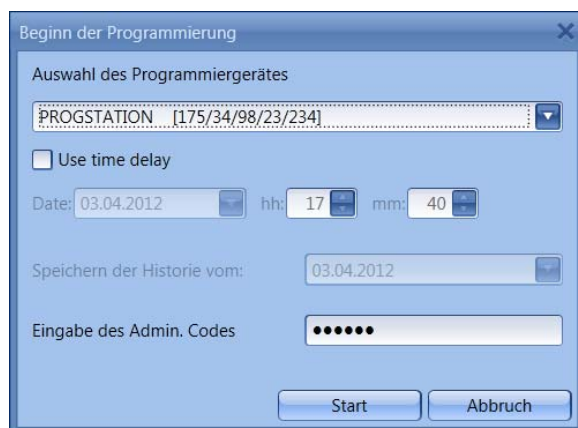 Beginn der Programmierung
Auswahl des Programmiergerätes
PROGSTATION [175/34/98/23/234]
Use time delay
Date: 03.04.2012 hh: 17 mm: 40
Speichern der Historie vom: 03.04.2012
Eingabe des Admin. Codes ●●●●●●
Start Abbruch